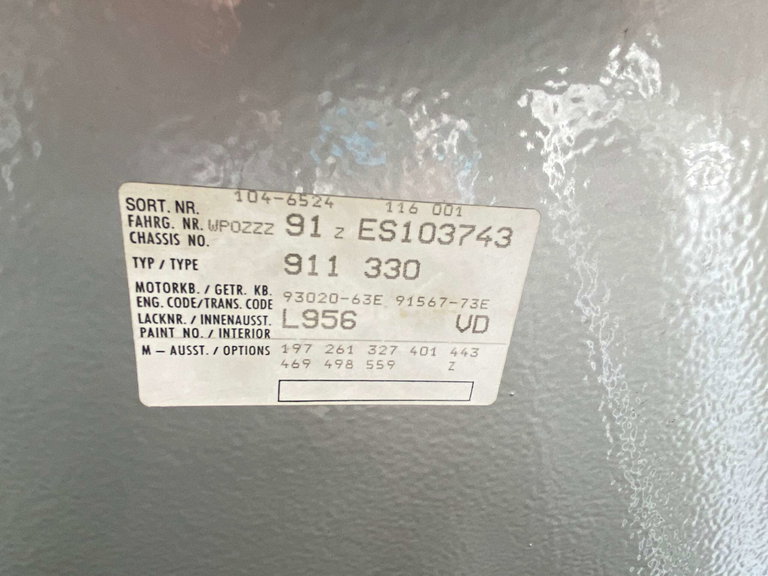 SORT. NR. 104-6524 116 001
FAHRG. NR. WPOZZZ 91 Z ES103743
CHASSIS NO.
TYP / TYPE 911 330
MOTORKB. / GETR. KB.
ENG. CODE/TRANS. CODE 93020-63E 91567-73E
LACKNR. / INNENAUSST. L956 VD
PAINT NO. / INTERIOR
M – AUSST. / OPTIONS 197 261 327 401 443
469 498 559 Z